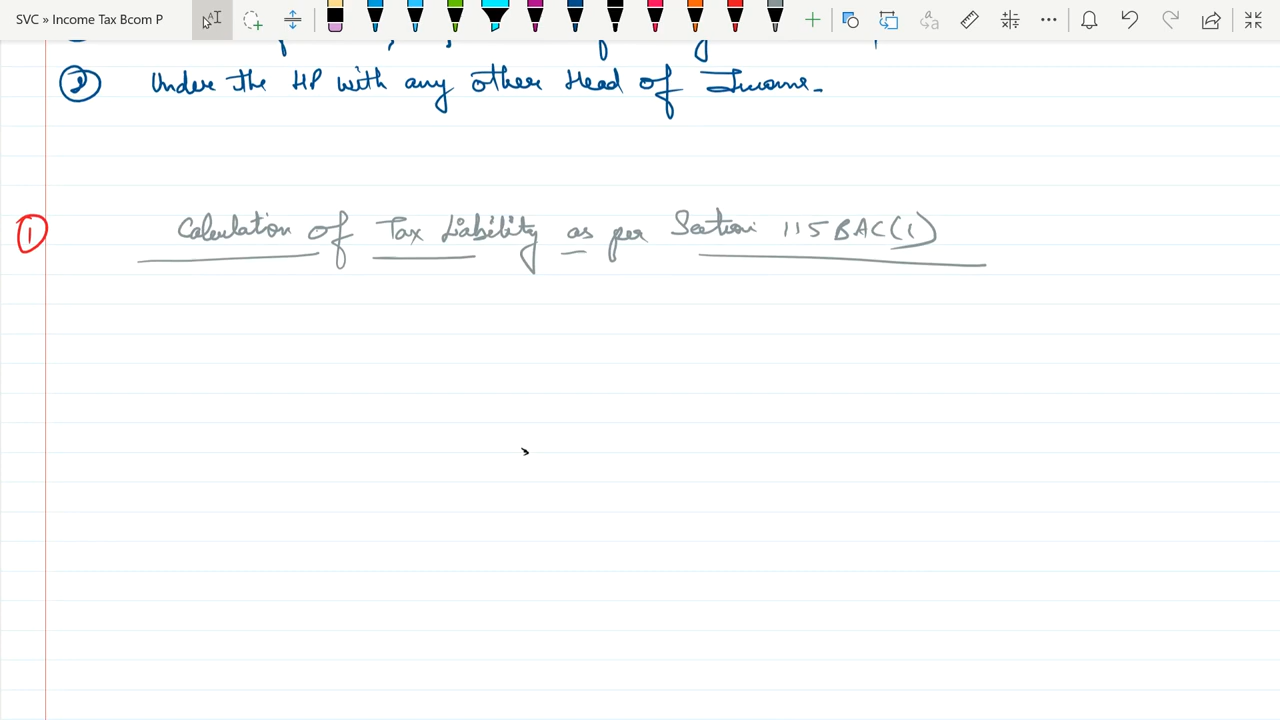 SVC » Income Tax Bcom P
② Under the HP with any other Head of Income.
① Calculation of Tax Liability as per Section 115BAC(1)